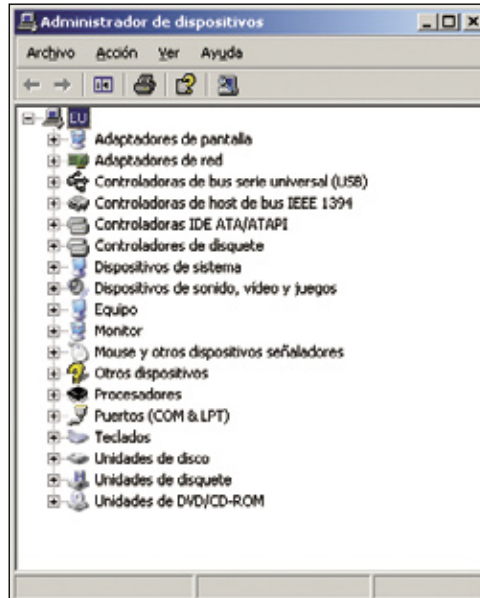 Administrador de dispositivos
Archivo Acción Ver Ayuda
LU
Adaptadores de pantalla
Adaptadores de red
Controladoras de bus serie universal (USB)
Controladoras de host de bus IEEE 1394
Controladoras IDE ATA/ATAPI
Controladores de disquete
Dispositivos de sistema
Dispositivos de sonido, vídeo y juegos
Equipo
Monitor
Mouse y otros dispositivos señaladores
Otros dispositivos
Procesadores
Puertos (COM & LPT)
Teclados
Unidades de disco
Unidades de disquete
Unidades de DVD/CD-ROM